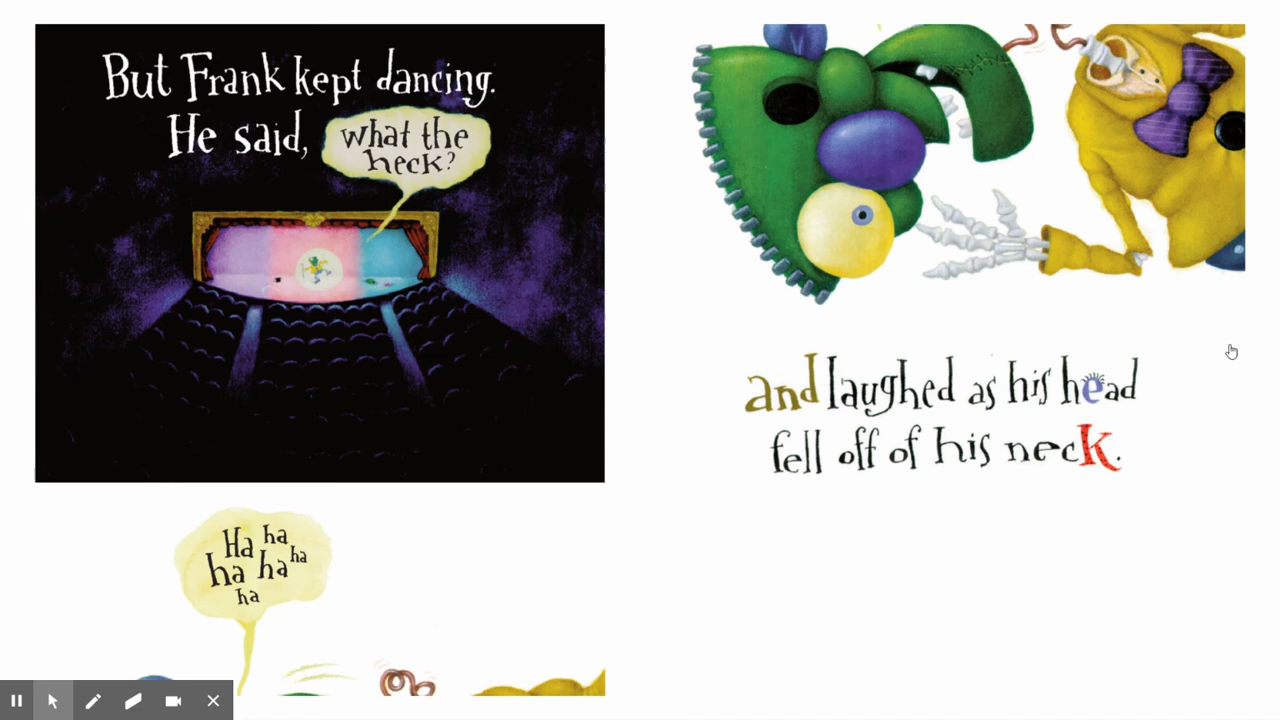 But Frank kept dancing.
He said,
what the
heck?
Ha ha
ha ha ha
ha
and laughed as his head
fell off of his neck.